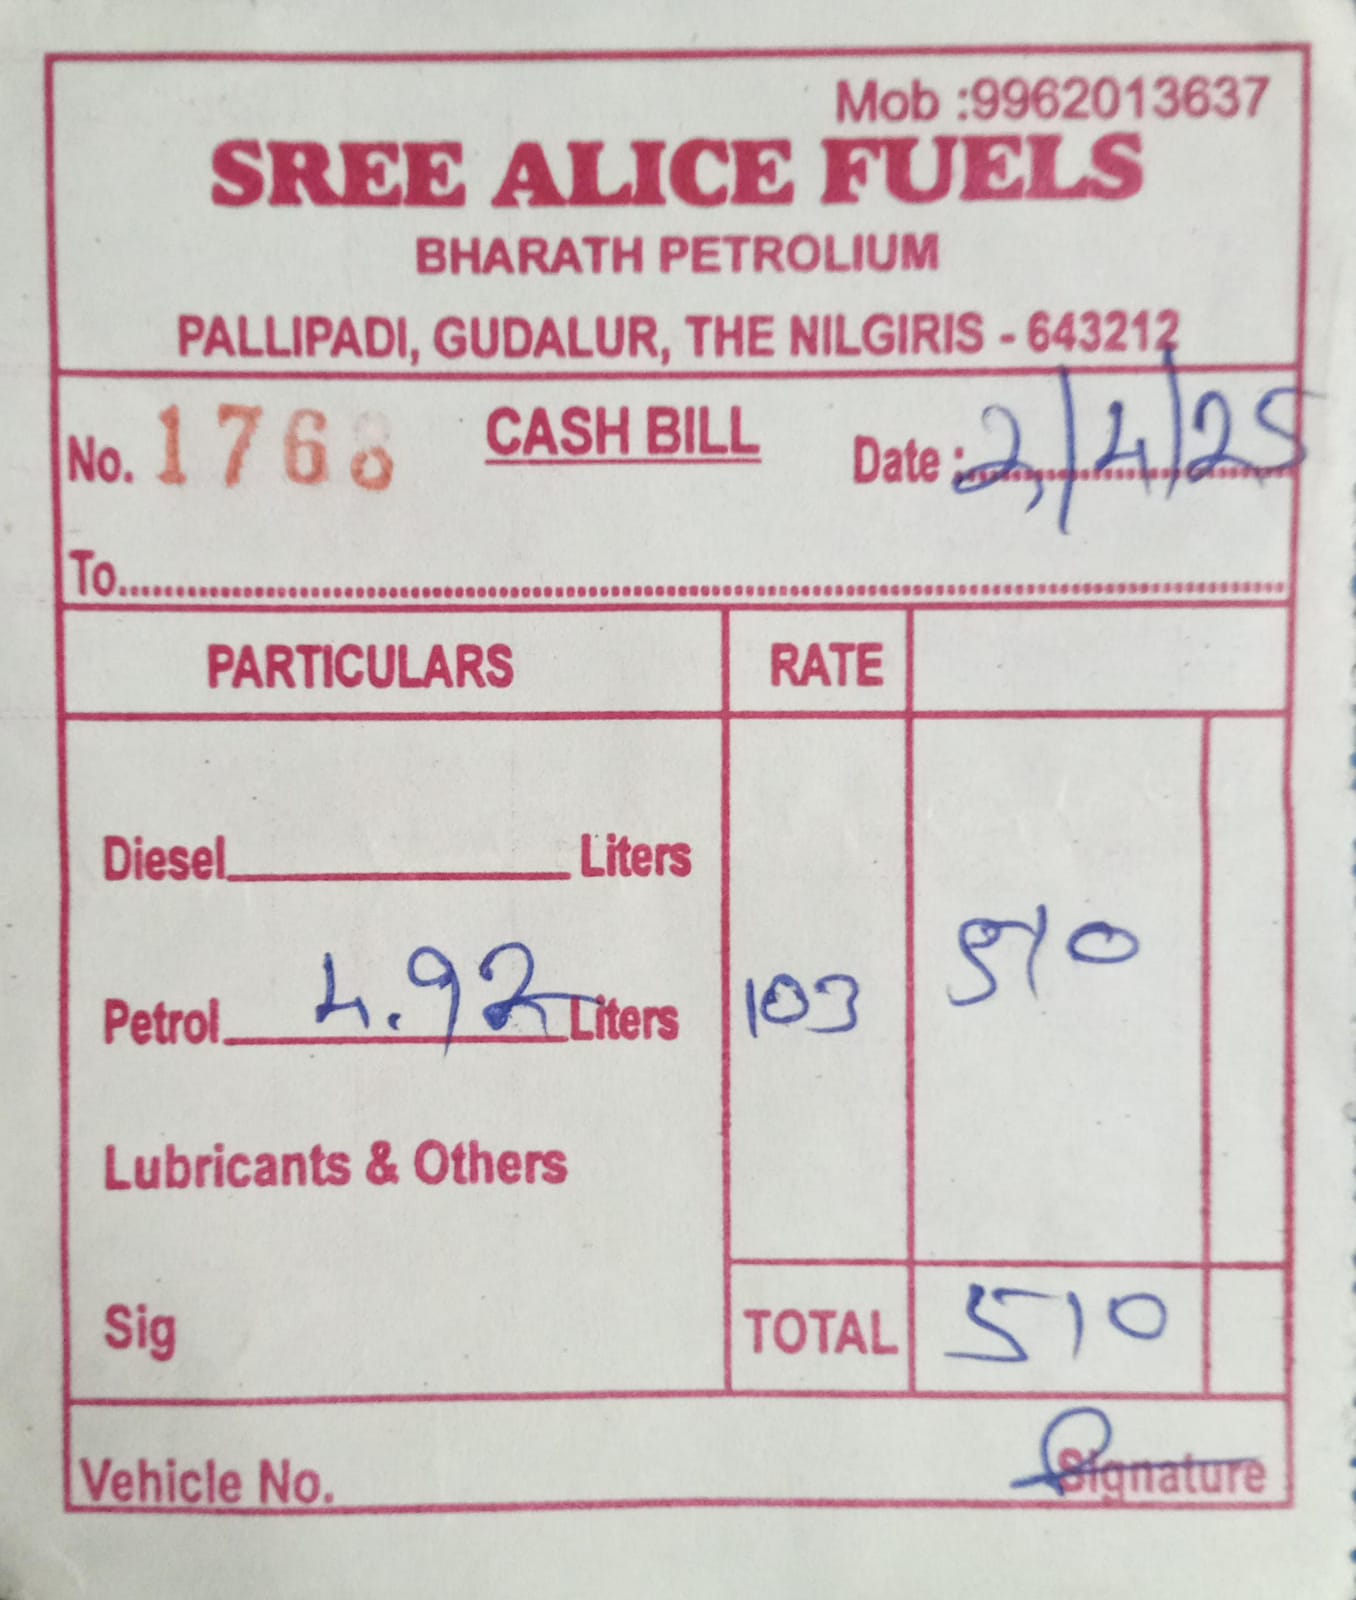 Mob :9962013637
SREE ALICE FUELS
BHARATH PETROLIUM
PALLIPADI, GUDALUR, THE NILGIRIS - 643212
No. 1768 CASH BILL Date : 2/4/25
To
PARTICULARS RATE
Diesel Liters
510
Petrol 4.92 Liters 103
Lubricants & Others
Sig TOTAL 510
Vehicle No. Signature